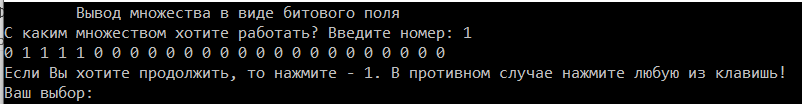 Вывод множества в виде битового поля
С каким множеством хотите работать? Введите номер: 1
0 1 1 1 1 0 0 0 0 0 0 0 0 0 0 0 0 0 0 0 0 0 0 0 0
Если Вы хотите продолжить, то нажмите - 1. В противном случае нажмите любую из клавишь!
Ваш выбор: